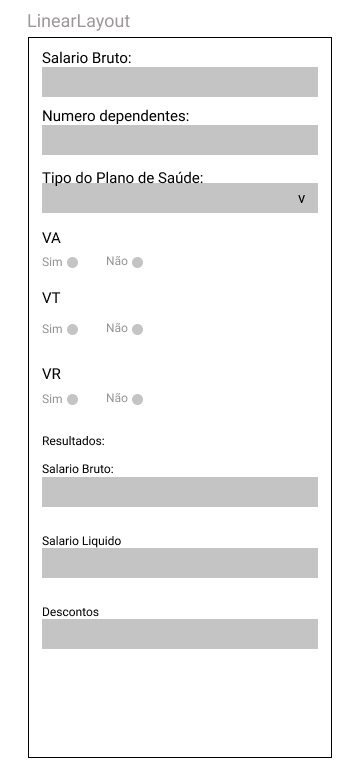 LinearLayout
Salario Bruto:
Numero dependentes:
Tipo do Plano de Saúde:
v
VA
Sim Não
VT
Sim Não
VR
Sim Não
Resultados:
Salario Bruto:
Salario Liquido
Descontos